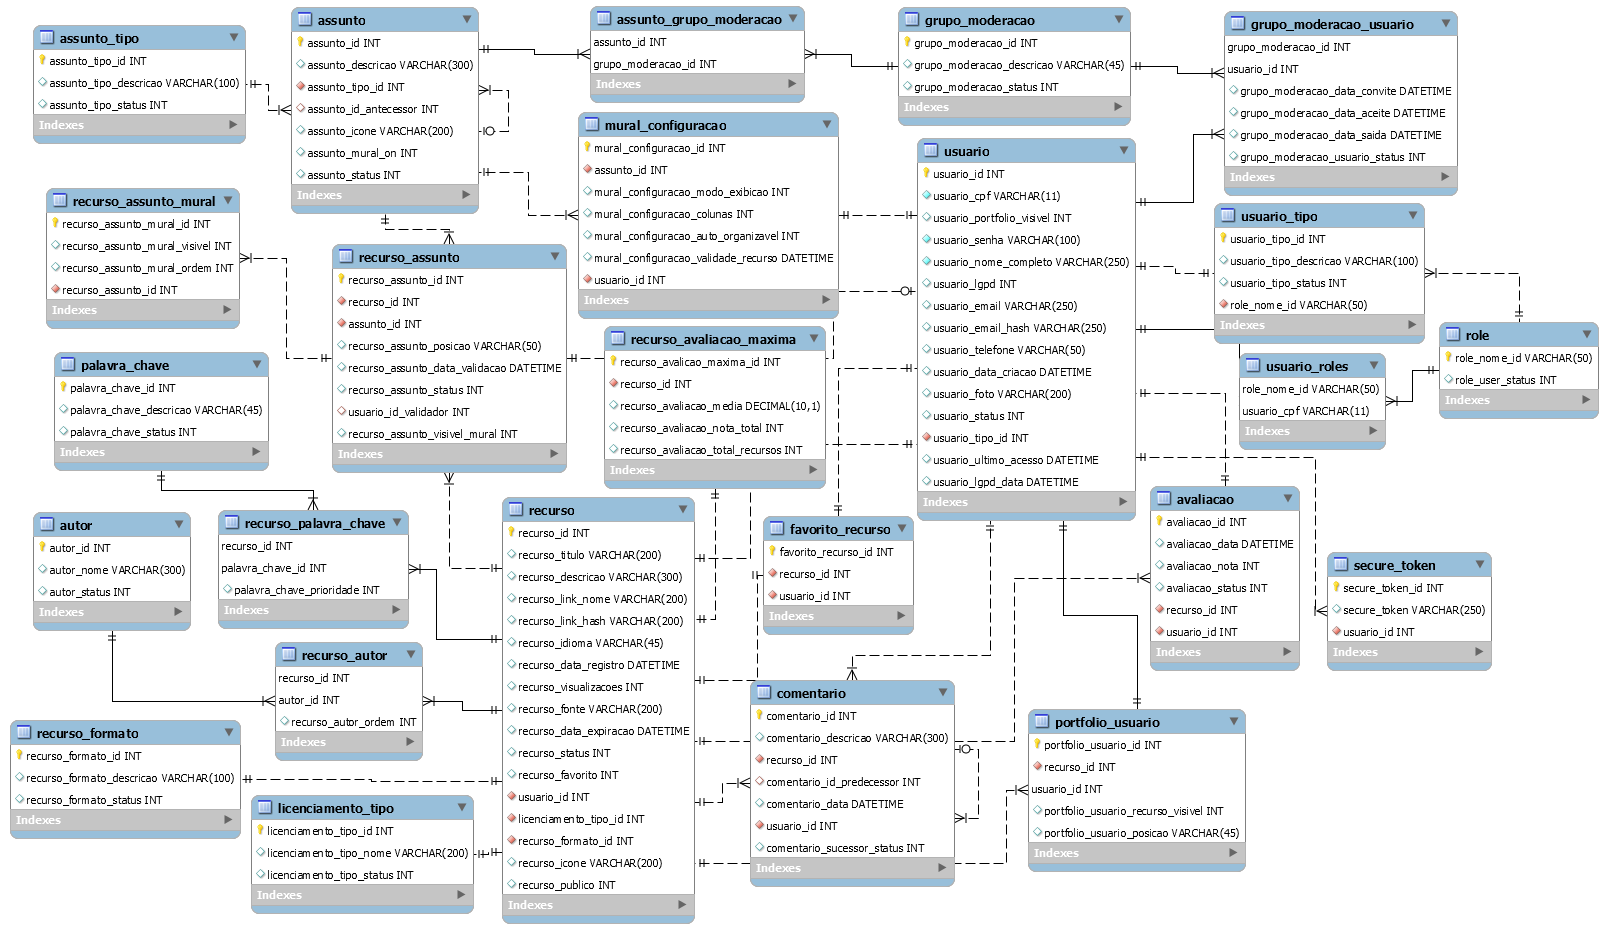 assunto_tipo
assunto_tipo_id INT
assunto_tipo_descricao VARCHAR(100)
assunto_tipo_status INT
Indexes
assunto
assunto_id INT
assunto_descricao VARCHAR(300)
assunto_tipo_id INT
assunto_id_antecessor INT
assunto_icone VARCHAR(200)
assunto_mural_on INT
assunto_status INT
Indexes
assunto_grupo_moderacao
assunto_id INT
grupo_moderacao_id INT
Indexes
grupo_moderacao
grupo_moderacao_id INT
grupo_moderacao_descricao VARCHAR(45)
grupo_moderacao_status INT
Indexes
grupo_moderacao_usuario
grupo_moderacao_id INT
usuario_id INT
grupo_moderacao_data_convite DATETIME
grupo_moderacao_data_aceite DATETIME
grupo_moderacao_data_saida DATETIME
grupo_moderacao_usuario_status INT
Indexes
mural_configuracao
mural_configuracao_id INT
assunto_id INT
mural_configuracao_modo_exibicao INT
mural_configuracao_colunas INT
mural_configuracao_auto_organizavel INT
mural_configuracao_validade_recurso DATETIME
usuario_id INT
Indexes
usuario
usuario_id INT
usuario_cpf VARCHAR(11)
usuario_portfolio_visivel INT
usuario_senha VARCHAR(100)
usuario_nome_completo VARCHAR(250)
usuario_lgpd INT
usuario_email VARCHAR(250)
usuario_email_hash VARCHAR(250)
usuario_telefone VARCHAR(50)
usuario_data_criacao DATETIME
usuario_foto VARCHAR(200)
usuario_status INT
usuario_tipo_id INT
usuario_ultimo_acesso DATETIME
usuario_lgpd_data DATETIME
Indexes
recurso_assunto_mural
recurso_assunto_mural_id INT
recurso_assunto_mural_visivel INT
recurso_assunto_mural_ordem INT
recurso_assunto_id INT
Indexes
usuario_tipo
usuario_tipo_id INT
usuario_tipo_descricao VARCHAR(100)
usuario_tipo_status INT
role_nome_id VARCHAR(50)
Indexes
recurso_assunto
recurso_assunto_id INT
recurso_id INT
assunto_id INT
recurso_assunto_posicao VARCHAR(50)
recurso_assunto_data_validacao DATETIME
recurso_assunto_status INT
usuario_id_validador INT
recurso_assunto_visivel_mural INT
Indexes
recurso_avaliacao_maxima
recurso_avalicao_maxima_id INT
recurso_id INT
recurso_avaliacao_media DECIMAL(10,1)
recurso_avaliacao_nota_total INT
recurso_avaliacao_total_recursos INT
Indexes
role
role_nome_id VARCHAR(50)
role_user_status INT
Indexes
usuario_roles
role_nome_id VARCHAR(50)
usuario_cpf VARCHAR(11)
Indexes
palavra_chave
palavra_chave_id INT
palavra_chave_descricao VARCHAR(45)
palavra_chave_status INT
Indexes
autor
autor_id INT
autor_nome VARCHAR(300)
autor_status INT
Indexes
recurso_palavra_chave
recurso_id INT
palavra_chave_id INT
palavra_chave_prioridade INT
Indexes
recurso
recurso_id INT
recurso_titulo VARCHAR(200)
recurso_descricao VARCHAR(300)
recurso_link_nome VARCHAR(200)
recurso_link_hash VARCHAR(200)
recurso_idioma VARCHAR(45)
recurso_data_registro DATETIME
recurso_visualizacoes INT
recurso_fonte VARCHAR(200)
recurso_data_expiracao DATETIME
recurso_status INT
recurso_favorito INT
usuario_id INT
licenciamento_tipo_id INT
recurso_formato_id INT
recurso_icone VARCHAR(200)
recurso_publico INT
Indexes
favorito_recurso
favorito_recurso_id INT
recurso_id INT
usuario_id INT
Indexes
avaliacao
avaliacao_id INT
avaliacao_data DATETIME
avaliacao_nota INT
avaliacao_status INT
recurso_id INT
usuario_id INT
Indexes
secure_token
secure_token_id INT
secure_token VARCHAR(250)
usuario_id INT
Indexes
recurso_autor
recurso_id INT
autor_id INT
recurso_autor_ordem INT
Indexes
comentario
comentario_id INT
comentario_descricao VARCHAR(300)
recurso_id INT
comentario_id_predecessor INT
comentario_data DATETIME
usuario_id INT
comentario_sucessor_status INT
Indexes
portfolio_usuario
portfolio_usuario_id INT
recurso_id INT
usuario_id INT
portfolio_usuario_recurso_visivel INT
portfolio_usuario_posicao VARCHAR(45)
Indexes
recurso_formato
recurso_formato_id INT
recurso_formato_descricao VARCHAR(100)
recurso_formato_status INT
Indexes
licenciamento_tipo
licenciamento_tipo_id INT
licenciamento_tipo_nome VARCHAR(200)
licenciamento_tipo_status INT
Indexes